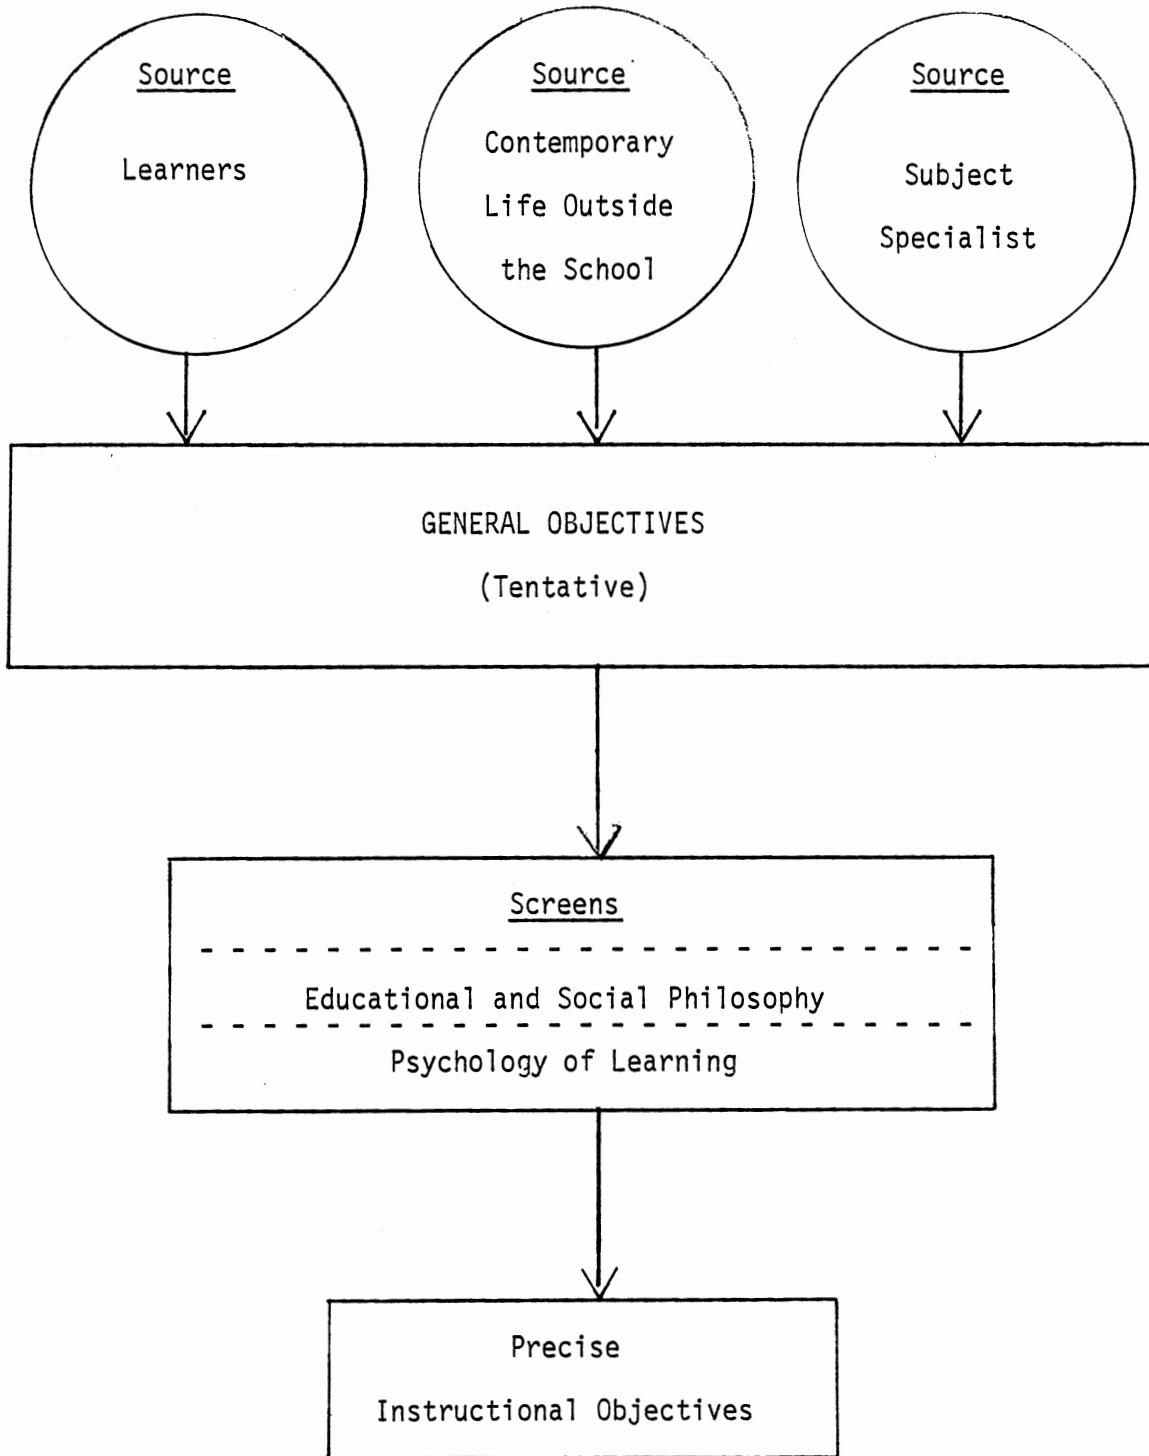 Source
Learners
Source
Contemporary
Life Outside
the School
Source
Subject
Specialist
GENERAL OBJECTIVES
(Tentative)
Screens
Educational and Social Philosophy
Psychology of Learning
Precise
Instructional Objectives